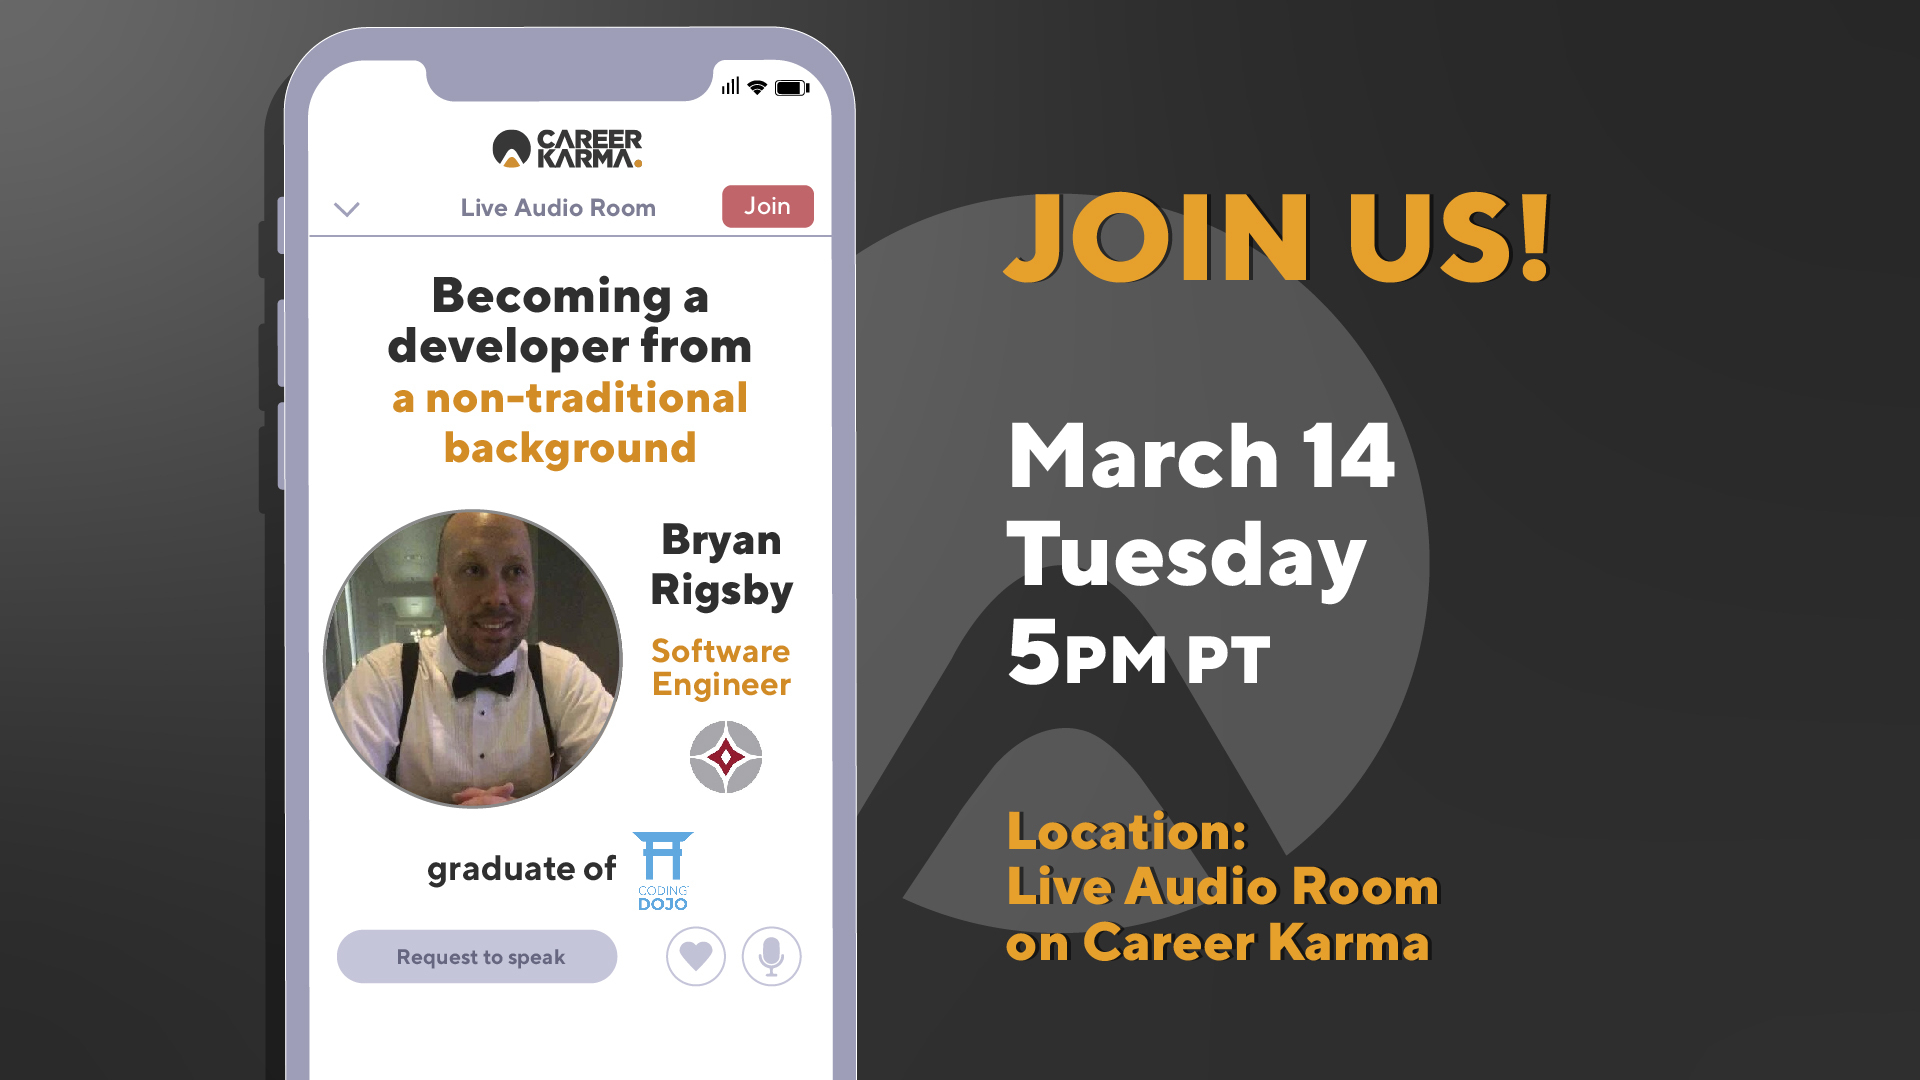 CAREER
KARMA.
Live Audio Room
Join
Becoming a
developer from
a non-traditional
background
Bryan
Rigsby
Software
Engineer
graduate of
CODING
DOJO
Request to speak
JOIN US!
March 14
Tuesday
5PM PT
Location:
Live Audio Room
on Career Karma